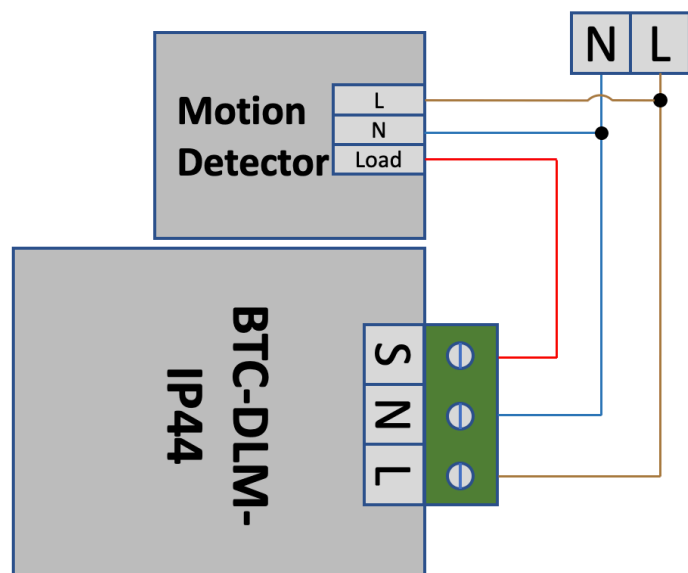 N L
Motion
Detector
L
N
Load
BTC-DLM-
IP44
S
N
L